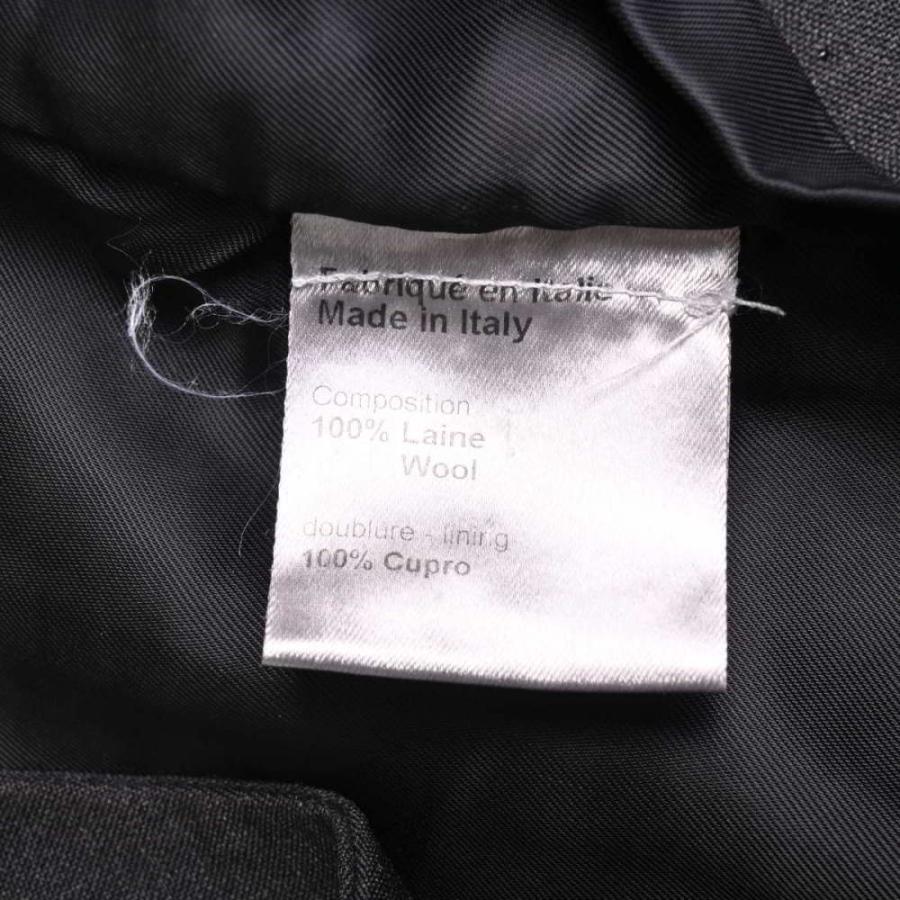 Fabriqué en Italie
Made in Italy
Composition
100% Laine
Wool
doublure - lining
100% Cupro